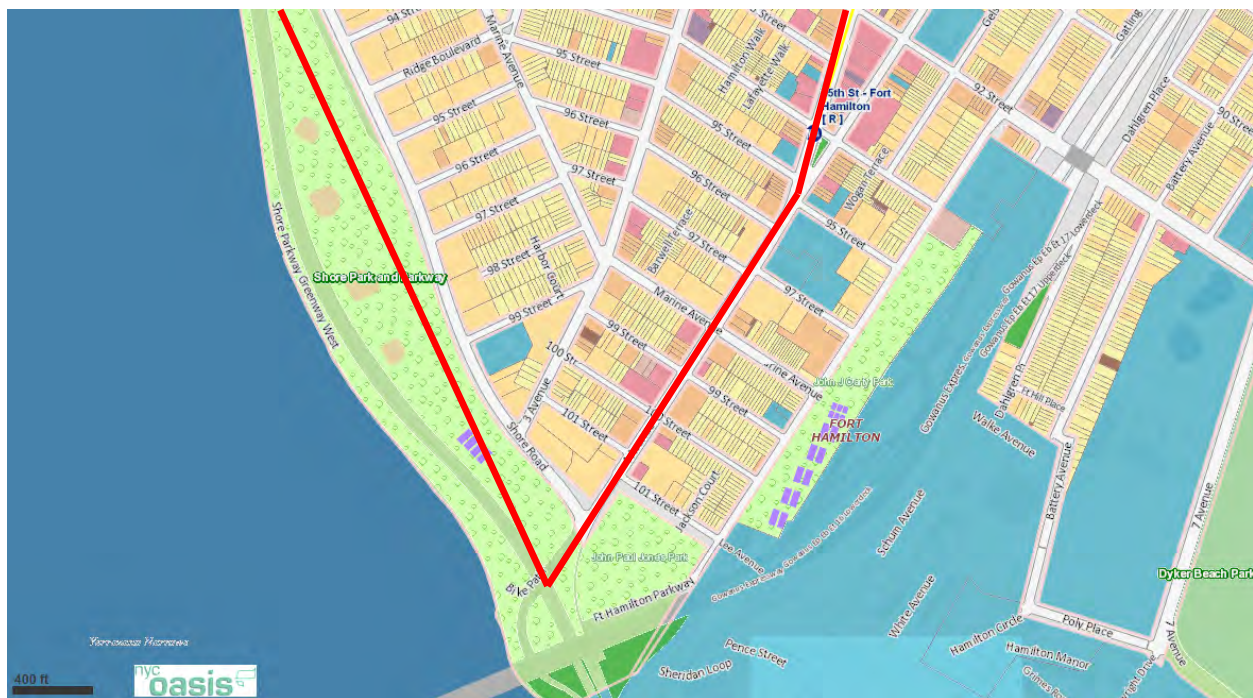 94 Street
Marine Avenue
Ridge Boulevard
95 Street
95 Street
96 Street
96 Street
97 Street
97 Street
98 Street
99 Street
Harbor Court
Hamilton Walk
Lafayette Walk
5th St - Fort
Hamilton
[ R ]
95 Street
96 Street
97 Street
Barwell Terrace
Marine Avenue
Wogan Terrace
95 Street
97 Street
92 Street
Dahlgren Place
Battery Avenue
90 Street
Shore Parkway Greenway West
Shore Park and Parkway
99 Street
3 Avenue
101 Street
Shore Road
99 Street
101 Street
Jackson Court
John J Carty Park
FORT
HAMILTON
Ft Hill Place
Walke Avenue
Battery Avenue
7 Avenue
Schum Avenue
Lee Avenue
John Paul Jones Park
Ft Hamilton Parkway
White Avenue
Hamilton Circle
Poly Place
Hamilton Manor
7 Avenue
Dyker Beach Park
Pence Street
Sheridan Loop
400 ft
nyc
oasis